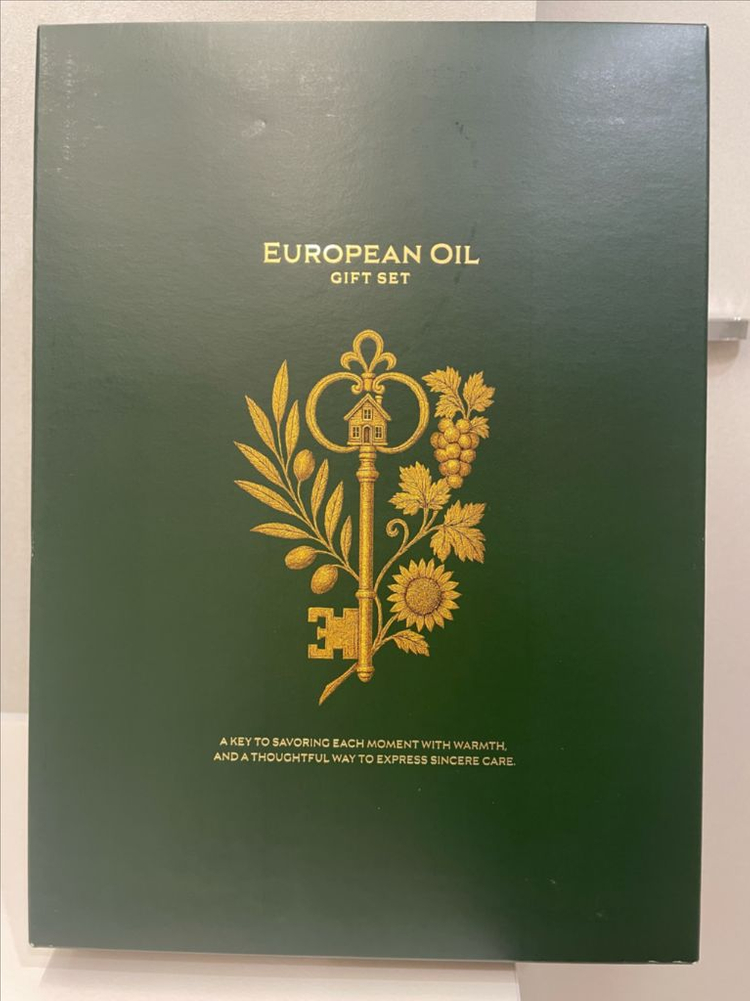 EUROPEAN OIL
GIFT SET
A KEY TO SAVORING EACH MOMENT WITH WARMTH,
AND A THOUGHTFUL WAY TO EXPRESS SINCERE CARE.